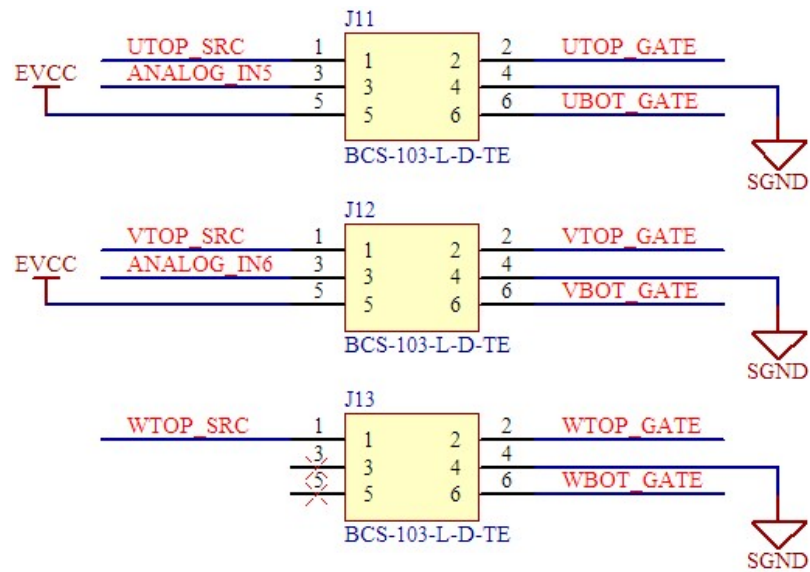 J11
UTOP_SRC 1 1 2 2 UTOP_GATE
EVCC ANALOG_IN5 3 3 4 4
5 5 6 6 UBOT_GATE
BCS-103-L-D-TE
SGND
J12
VTOP_SRC 1 1 2 2 VTOP_GATE
EVCC ANALOG_IN6 3 3 4 4
5 5 6 6 VBOT_GATE
BCS-103-L-D-TE
SGND
J13
WTOP_SRC 1 1 2 2 WTOP_GATE
3 3 4 4
5 5 6 6 WBOT_GATE
BCS-103-L-D-TE
SGND